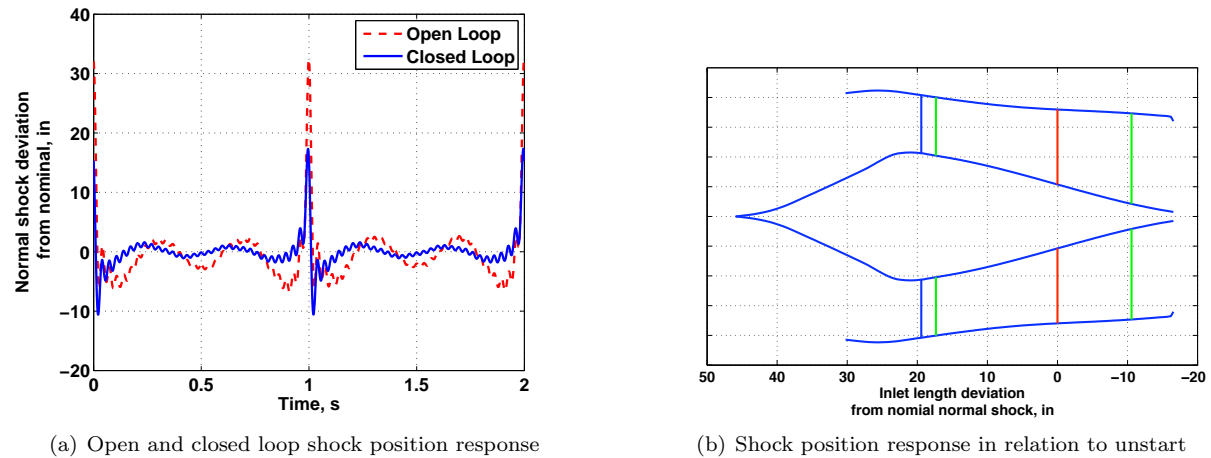 Normal shock deviation
from nominal, in
40
30
20
10
0
−10
−20
0
0.5
1
1.5
2
Time, s
Open Loop
Closed Loop
(a) Open and closed loop shock position response
50
40
30
20
10
0
−10
−20
Inlet length deviation
from nomial normal shock, in
(b) Shock position response in relation to unstart